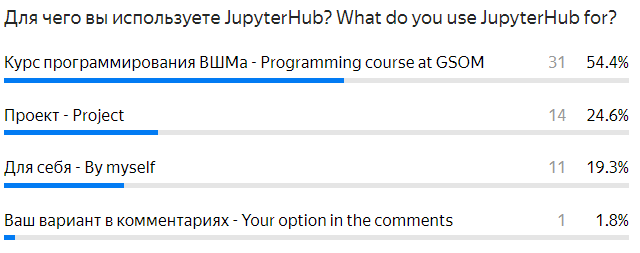 Для чего вы используете JupyterHub? What do you use JupyterHub for?
Курс программирования ВШМа - Programming course at GSOM 31 54.4%
Проект - Project 14 24.6%
Для себя - By myself 11 19.3%
Ваш вариант в комментариях - Your option in the comments 1 1.8%